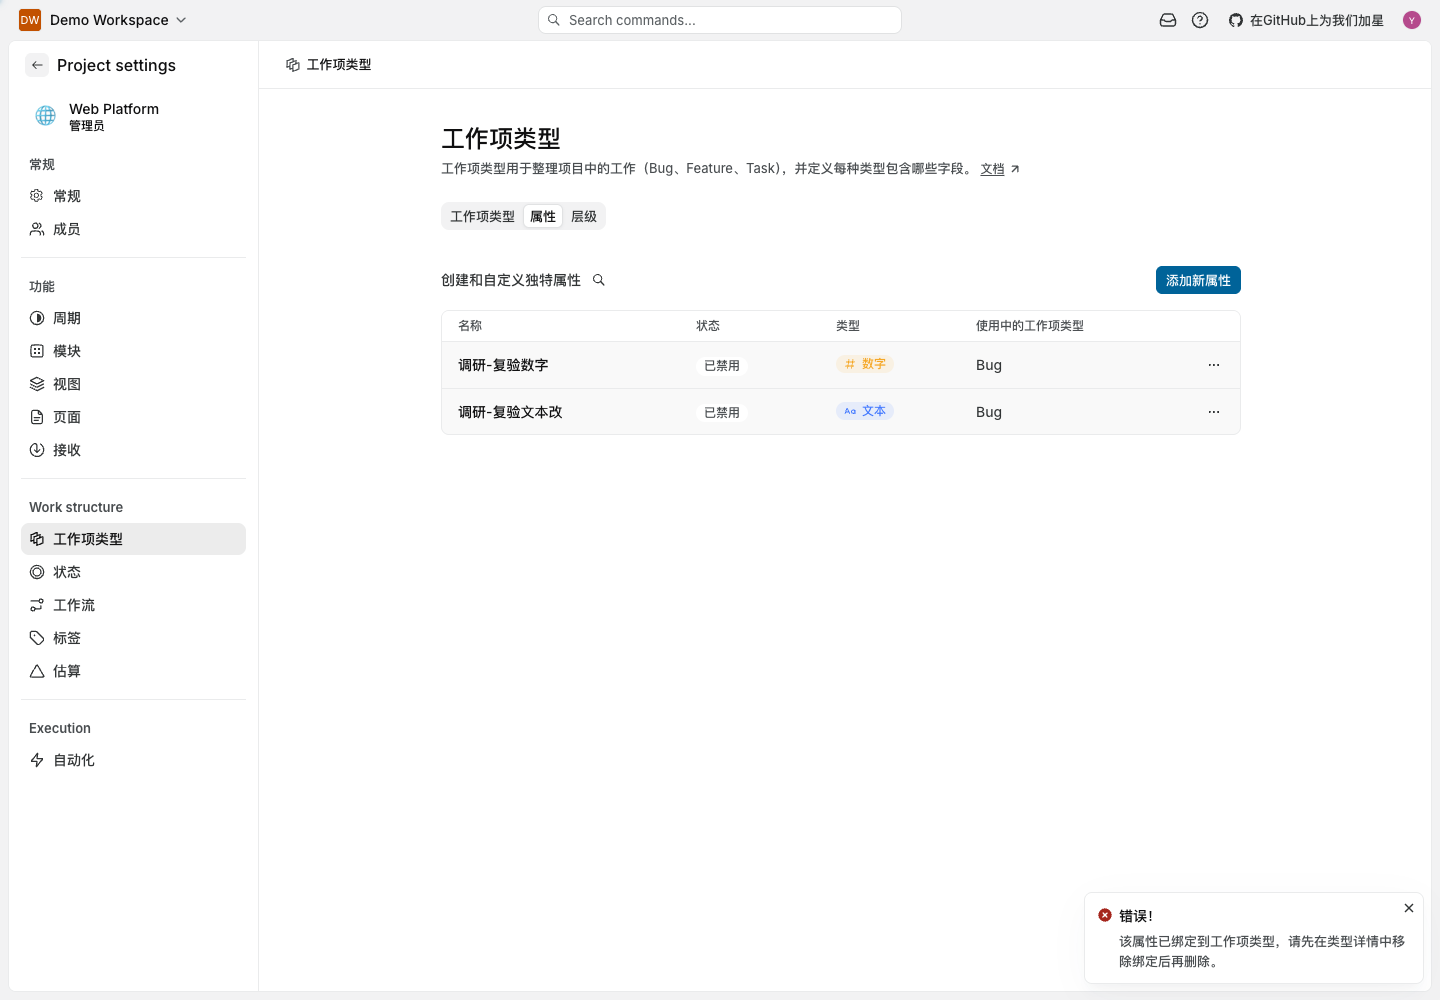 DW Demo Workspace
Search commands...
在GitHub上为我们加星
Y
Project settings
Web Platform
管理员
常规
常规
成员
功能
周期
模块
视图
页面
接收
Work structure
工作项类型
状态
工作流
标签
估算
Execution
自动化
工作项类型
工作项类型
工作项类型用于整理项目中的工作（Bug、Feature、Task），并定义每种类型包含哪些字段。 文档
工作项类型 属性 层级
创建和自定义独特属性
添加新属性
名称 状态 类型 使用中的工作项类型
调研-复验数字 已禁用 数字 Bug
调研-复验文本改 已禁用 Aa 文本 Bug
错误!
该属性已绑定到工作项类型，请先在类型详情中移
除绑定后再删除。